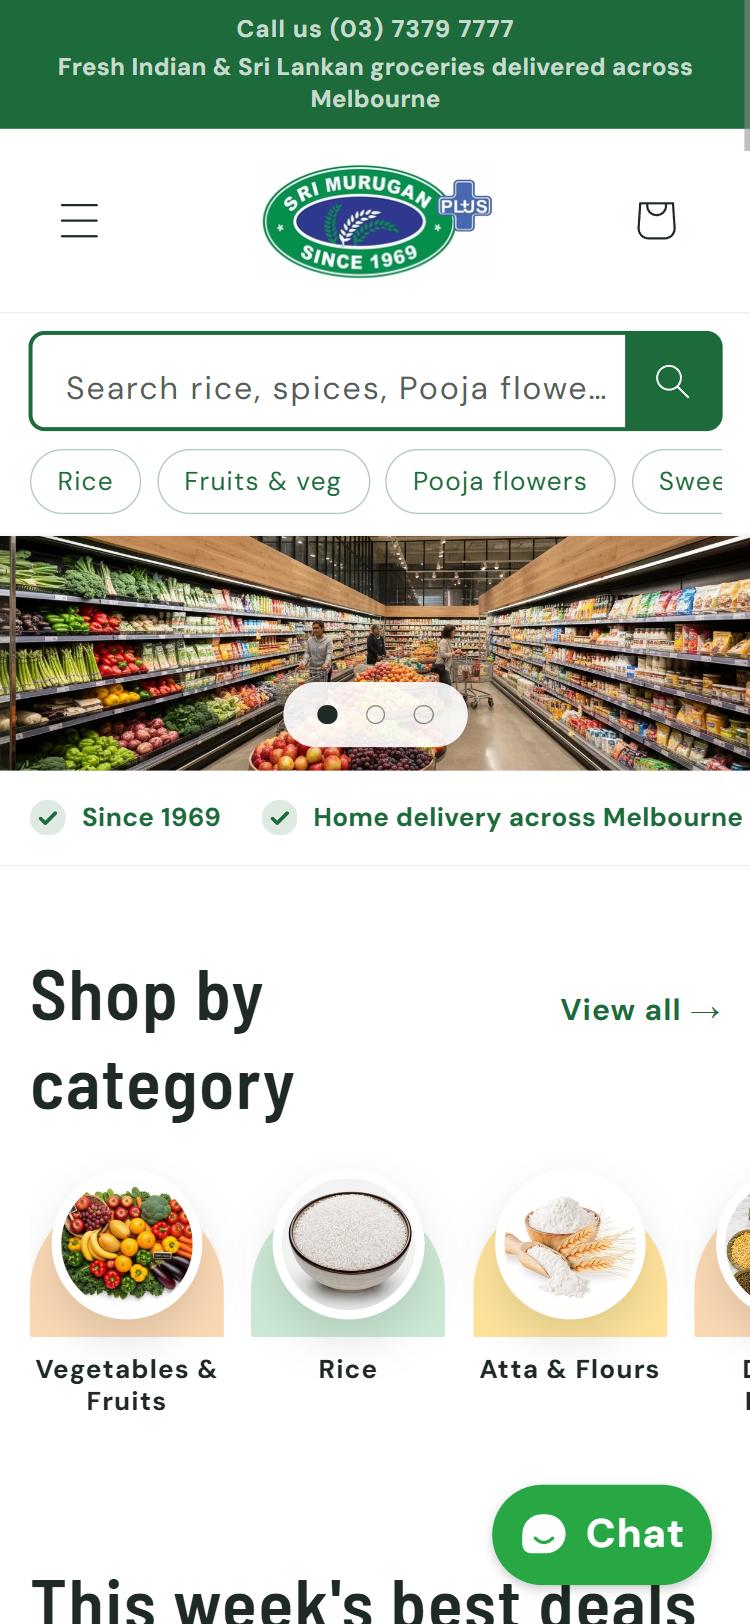 Call us (03) 7379 7777
Fresh Indian & Sri Lankan groceries delivered across
Melbourne
SRI MURUGAN
PLUS
SINCE 1969
Search rice, spices, Pooja flowe...
Rice
Fruits & veg
Pooja flowers
Swee
Since 1969
Home delivery across Melbourne
Shop by
category
View all →
Vegetables &
Fruits
Rice
Atta & Flours
Chat
This week's best deals